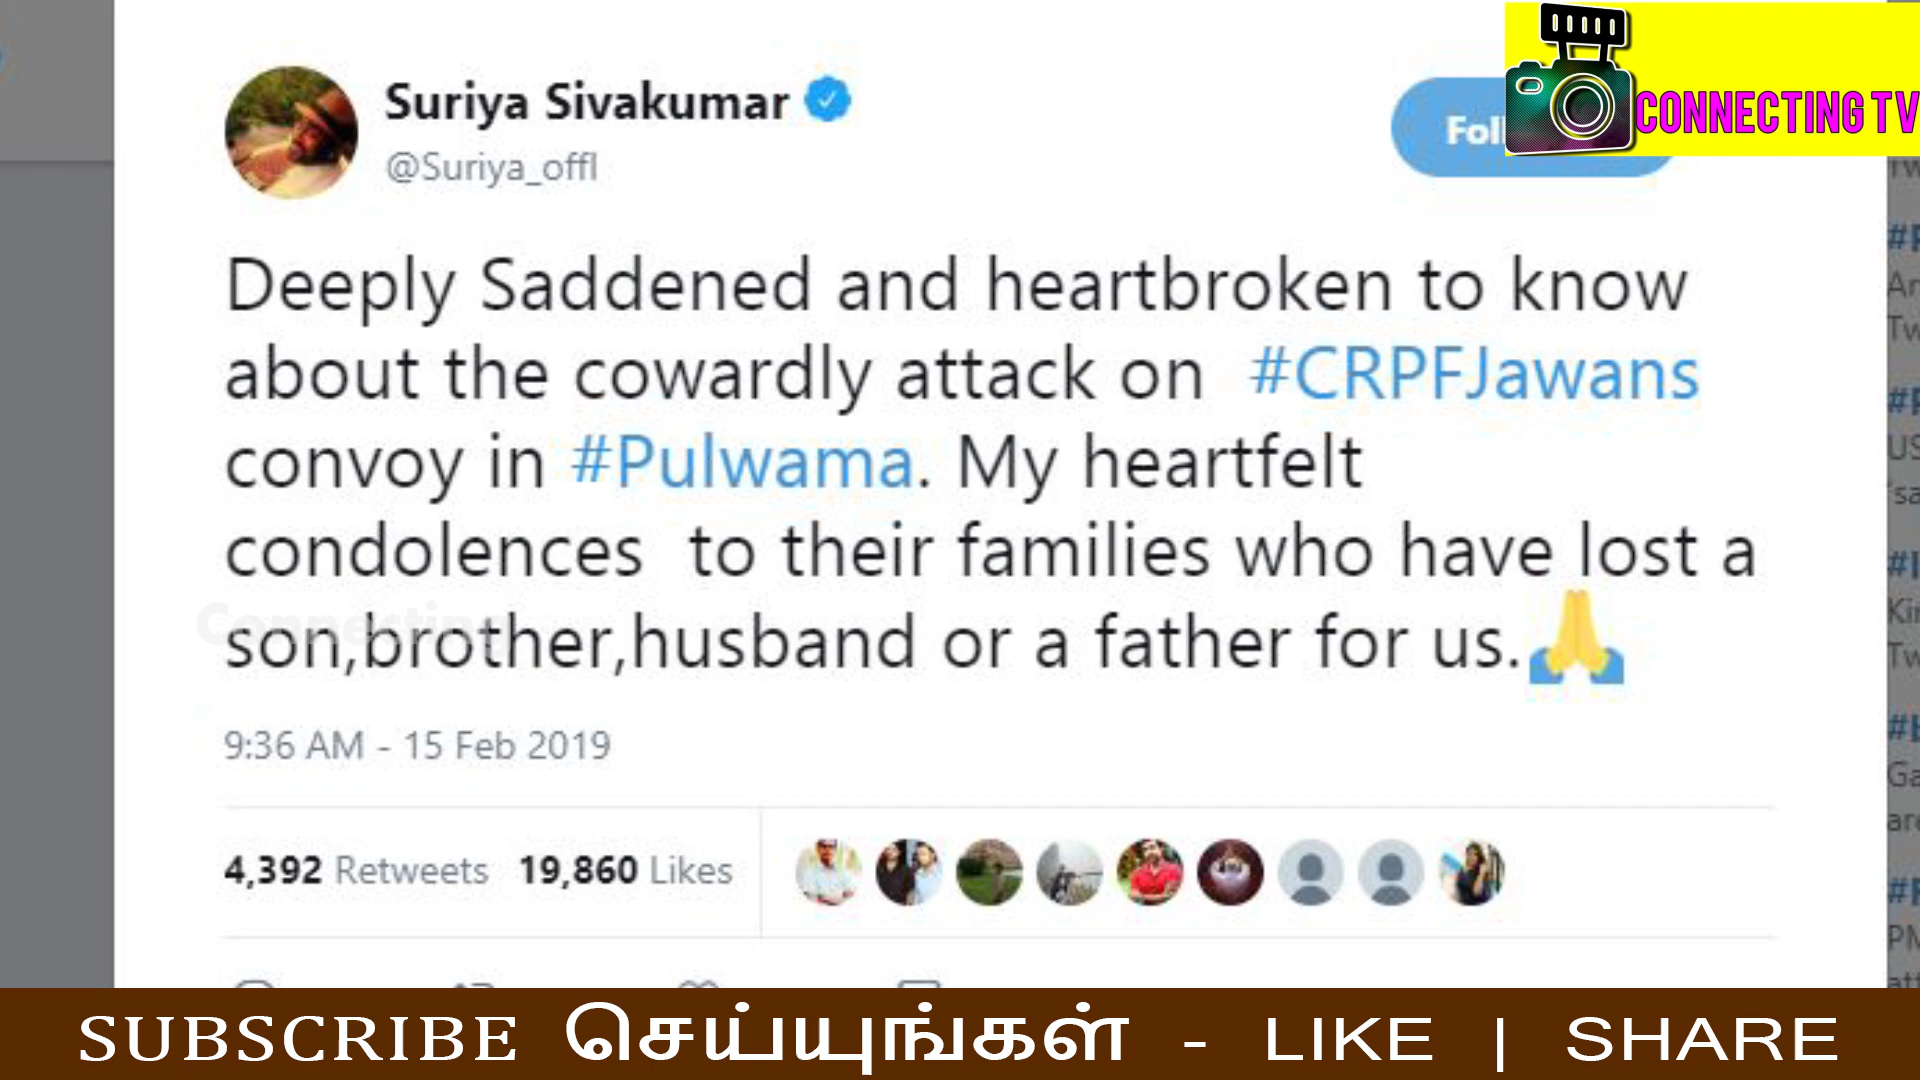 Suriya Sivakumar
@Suriya_offl
CONNECTING TV
Deeply Saddened and heartbroken to know
about the cowardly attack on #CRPFJawans
convoy in #Pulwama. My heartfelt
condolences to their families who have lost a
Connecting
son,brother,husband or a father for us.🙏
9:36 AM - 15 Feb 2019
4,392 Retweets 19,860 Likes
SUBSCRIBE செய்யுங்கள் - LIKE | SHARE